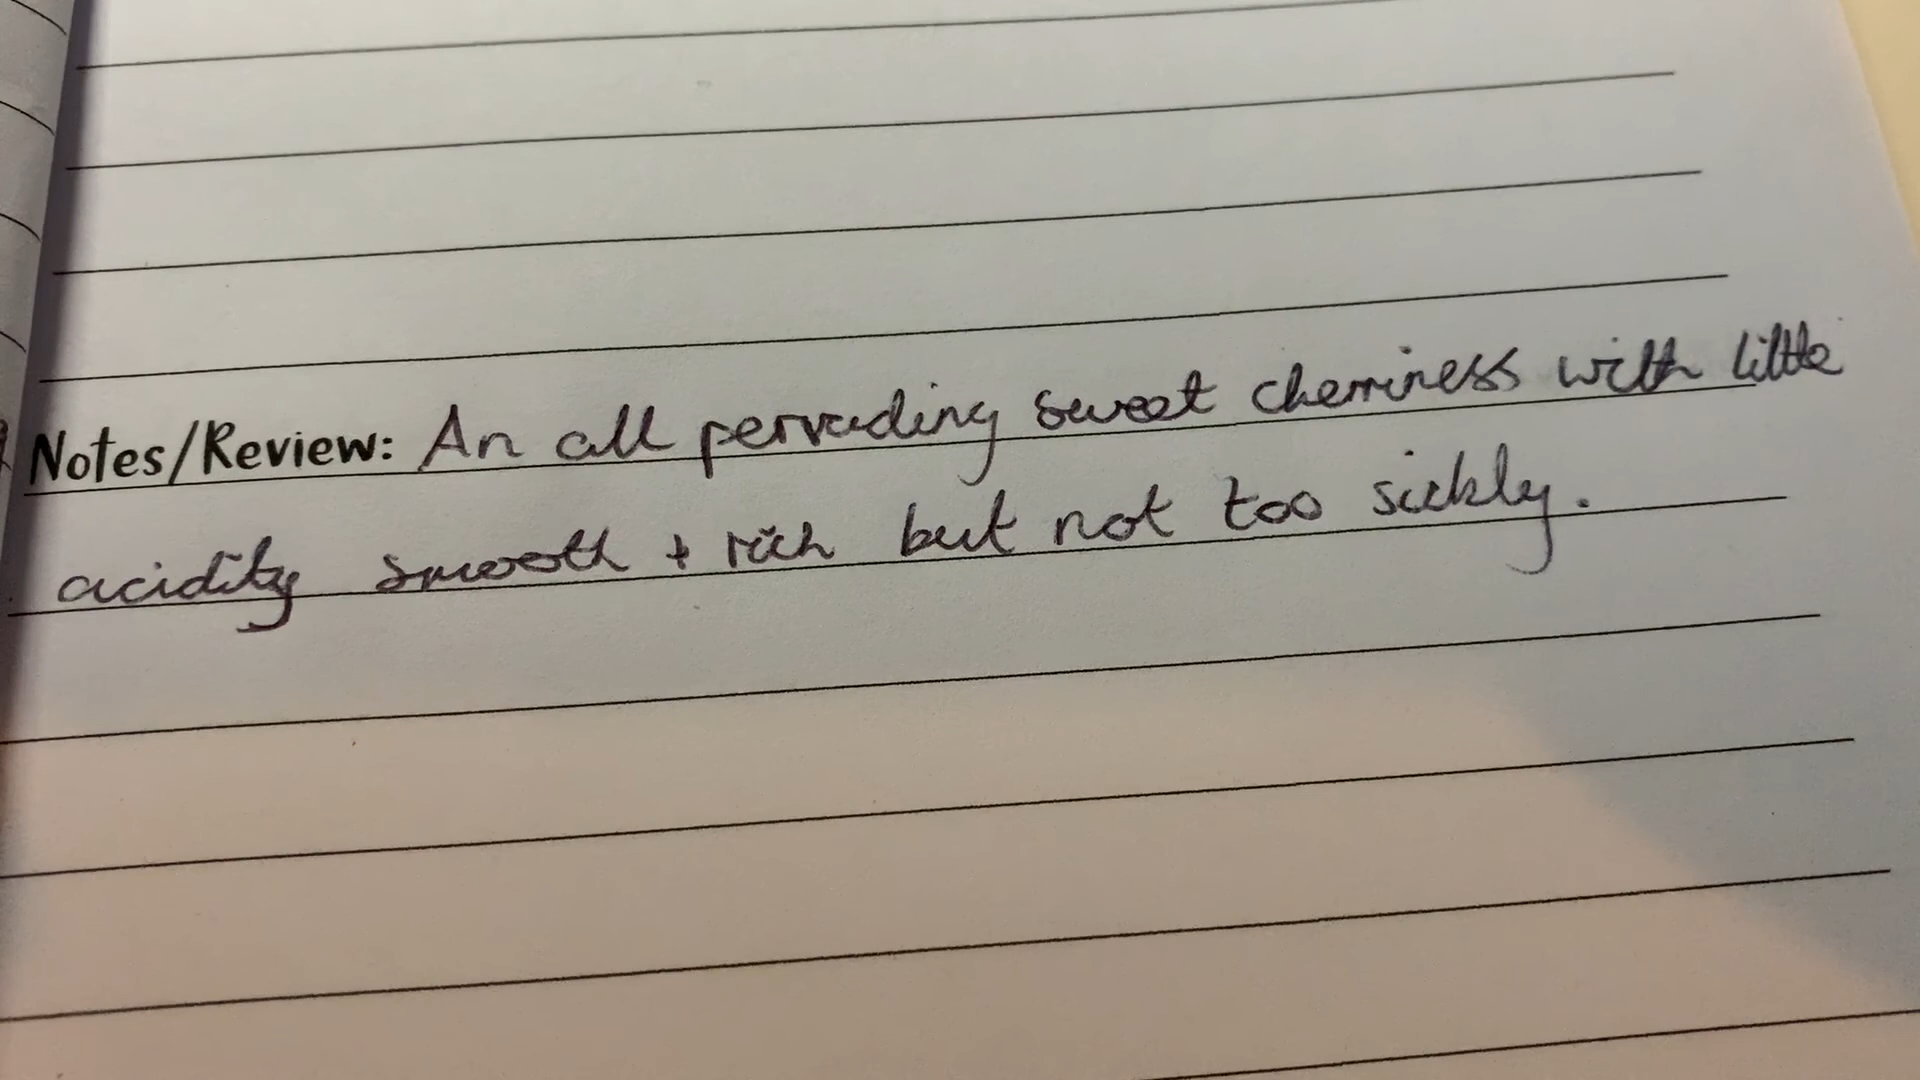 Notes/Review: An all pervading sweet cherriness with little
acidity smooth + rich but not too sickly.